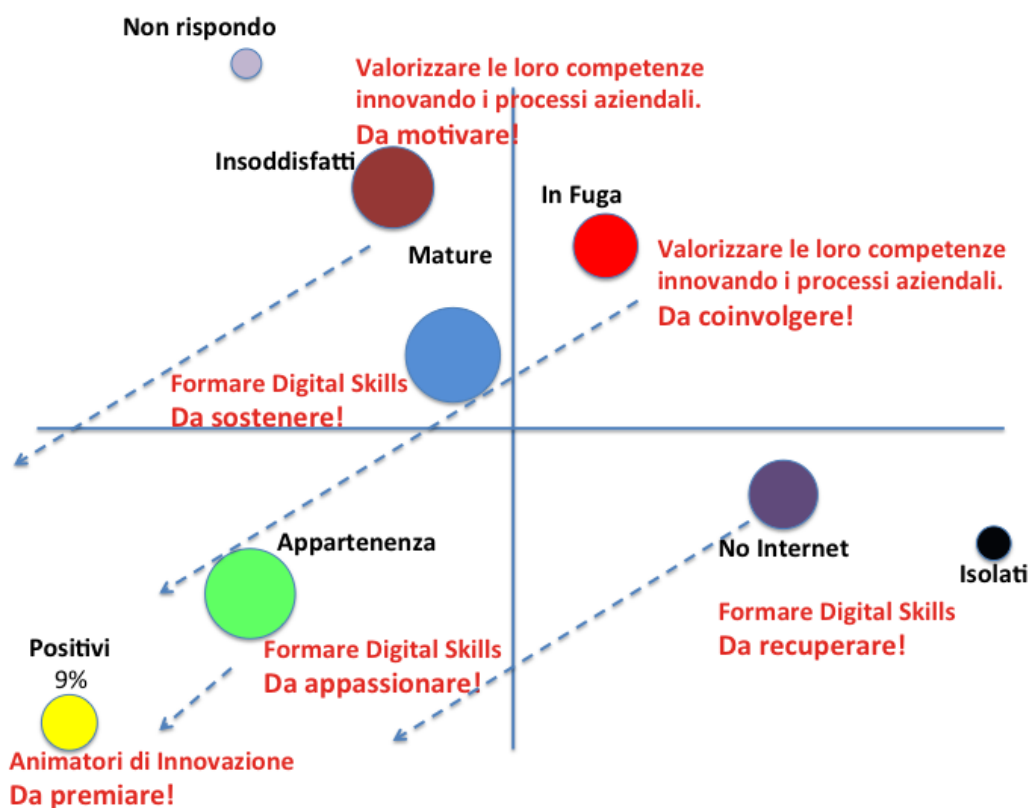 Non rispondo
Valorizzare le loro competenze
innovando i processi aziendali.
Da motivare!
Insoddisfatti
In Fuga
Mature
Valorizzare le loro competenze
innovando i processi aziendali.
Da coinvolgere!
Formare Digital Skills
Da sostenere!
Appartenenza
No Internet
Isolati
Formare Digital Skills
Da recuperare!
Positivi
9%
Formare Digital Skills
Da appassionare!
Animatori di Innovazione
Da premiare!